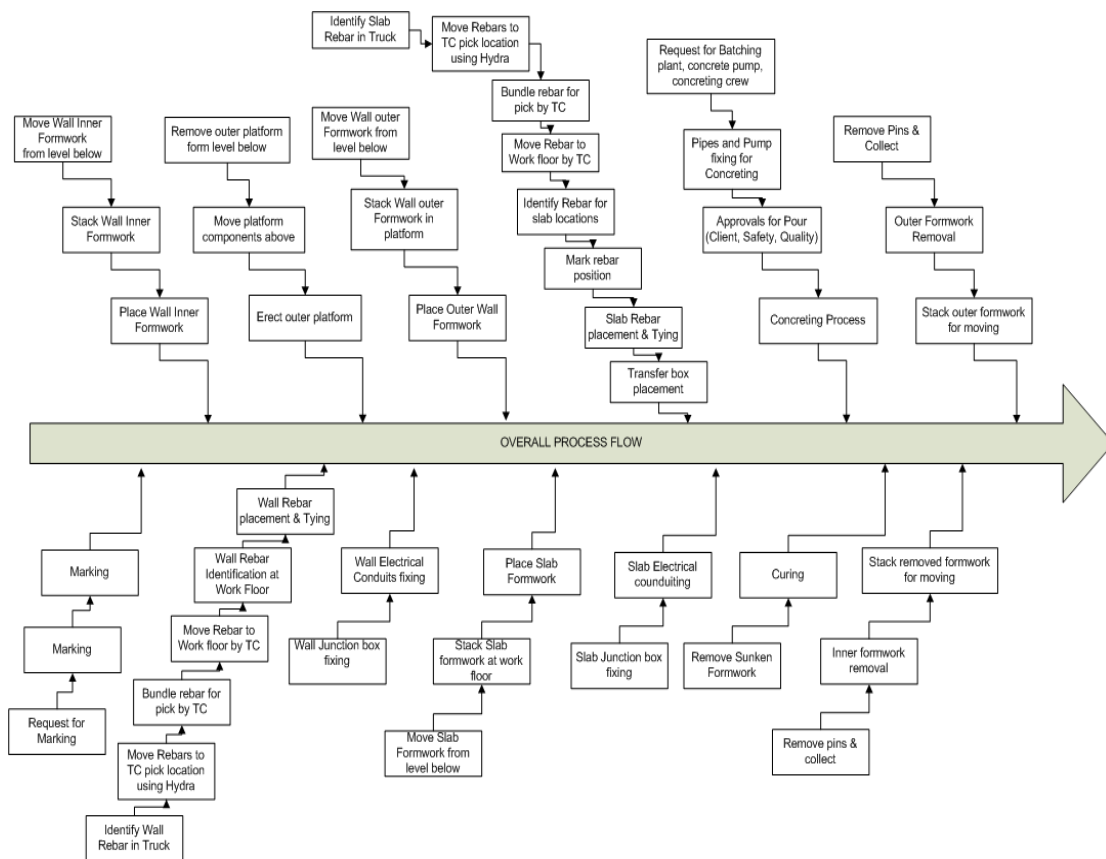 Identify Slab
Rebar in Truck
Move Rebars to
TC pick location
using Hydra
Bundle rebar for
pick by TC
Move Rebar to
Work floor by TC
Identify Rebar for
slab locations
Mark rebar
position
Slab Rebar
placement & Tying
Transfer box
placement
Request for Batching
plant, concrete pump,
concreting crew
Pipes and Pump
fixing for
Concreting
Approvals for Pour
(Client, Safety, Quality)
Concreting Process
Move Wall Inner
Formwork
from level below
Stack Wall Inner
Formwork
Place Wall Inner
Formwork
Remove outer platform
form level below
Move platform
components above
Erect outer platform
Move Wall outer
Formwork from
level below
Stack Wall outer
Formwork in
platform
Place Outer Wall
Formwork
Remove Pins &
Collect
Outer Formwork
Removal
Stack outer formwork
for moving
OVERALL PROCESS FLOW
Marking
Marking
Request for
Marking
Wall Rebar
placement & Tying
Wall Rebar
Identification at
Work Floor
Move Rebar to
Work floor by TC
Bundle rebar for
pick by TC
Move Rebars to
TC pick location
using Hydra
Identify Wall
Rebar in Truck
Wall Electrical
Conduits fixing
Wall Junction box
fixing
Place Slab
Formwork
Stack Slab
formwork at work
floor
Move Slab
Formwork from
level below
Slab Electrical
counduiting
Slab Junction box
fixing
Curing
Remove Sunken
Formwork
Stack removed formwork
for moving
Inner formwork
removal
Remove pins &
collect